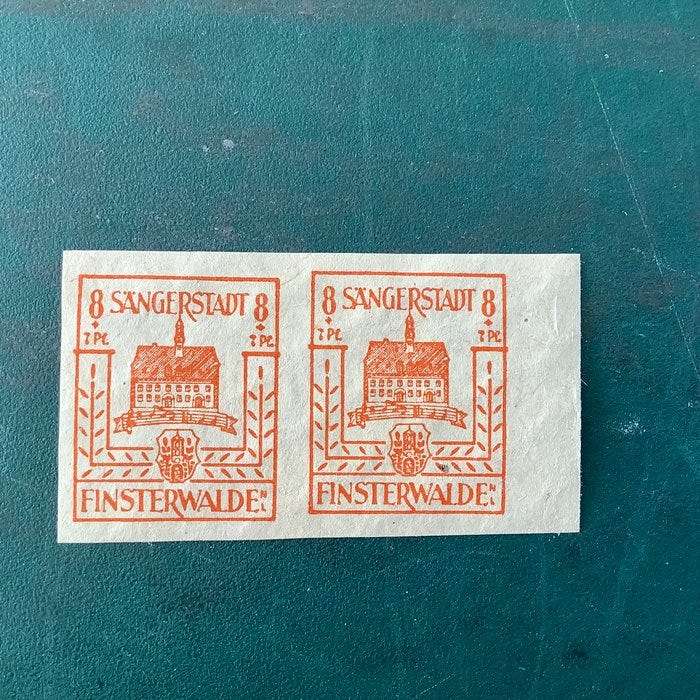 8 SÄNGERSTADT 8
+ 7 Pf. + 7 Pf.
FINSTERWALDE N.L.
8 SÄNGERSTADT 8
+ 7 Pf. + 7 Pf.
FINSTERWALDE N.L.